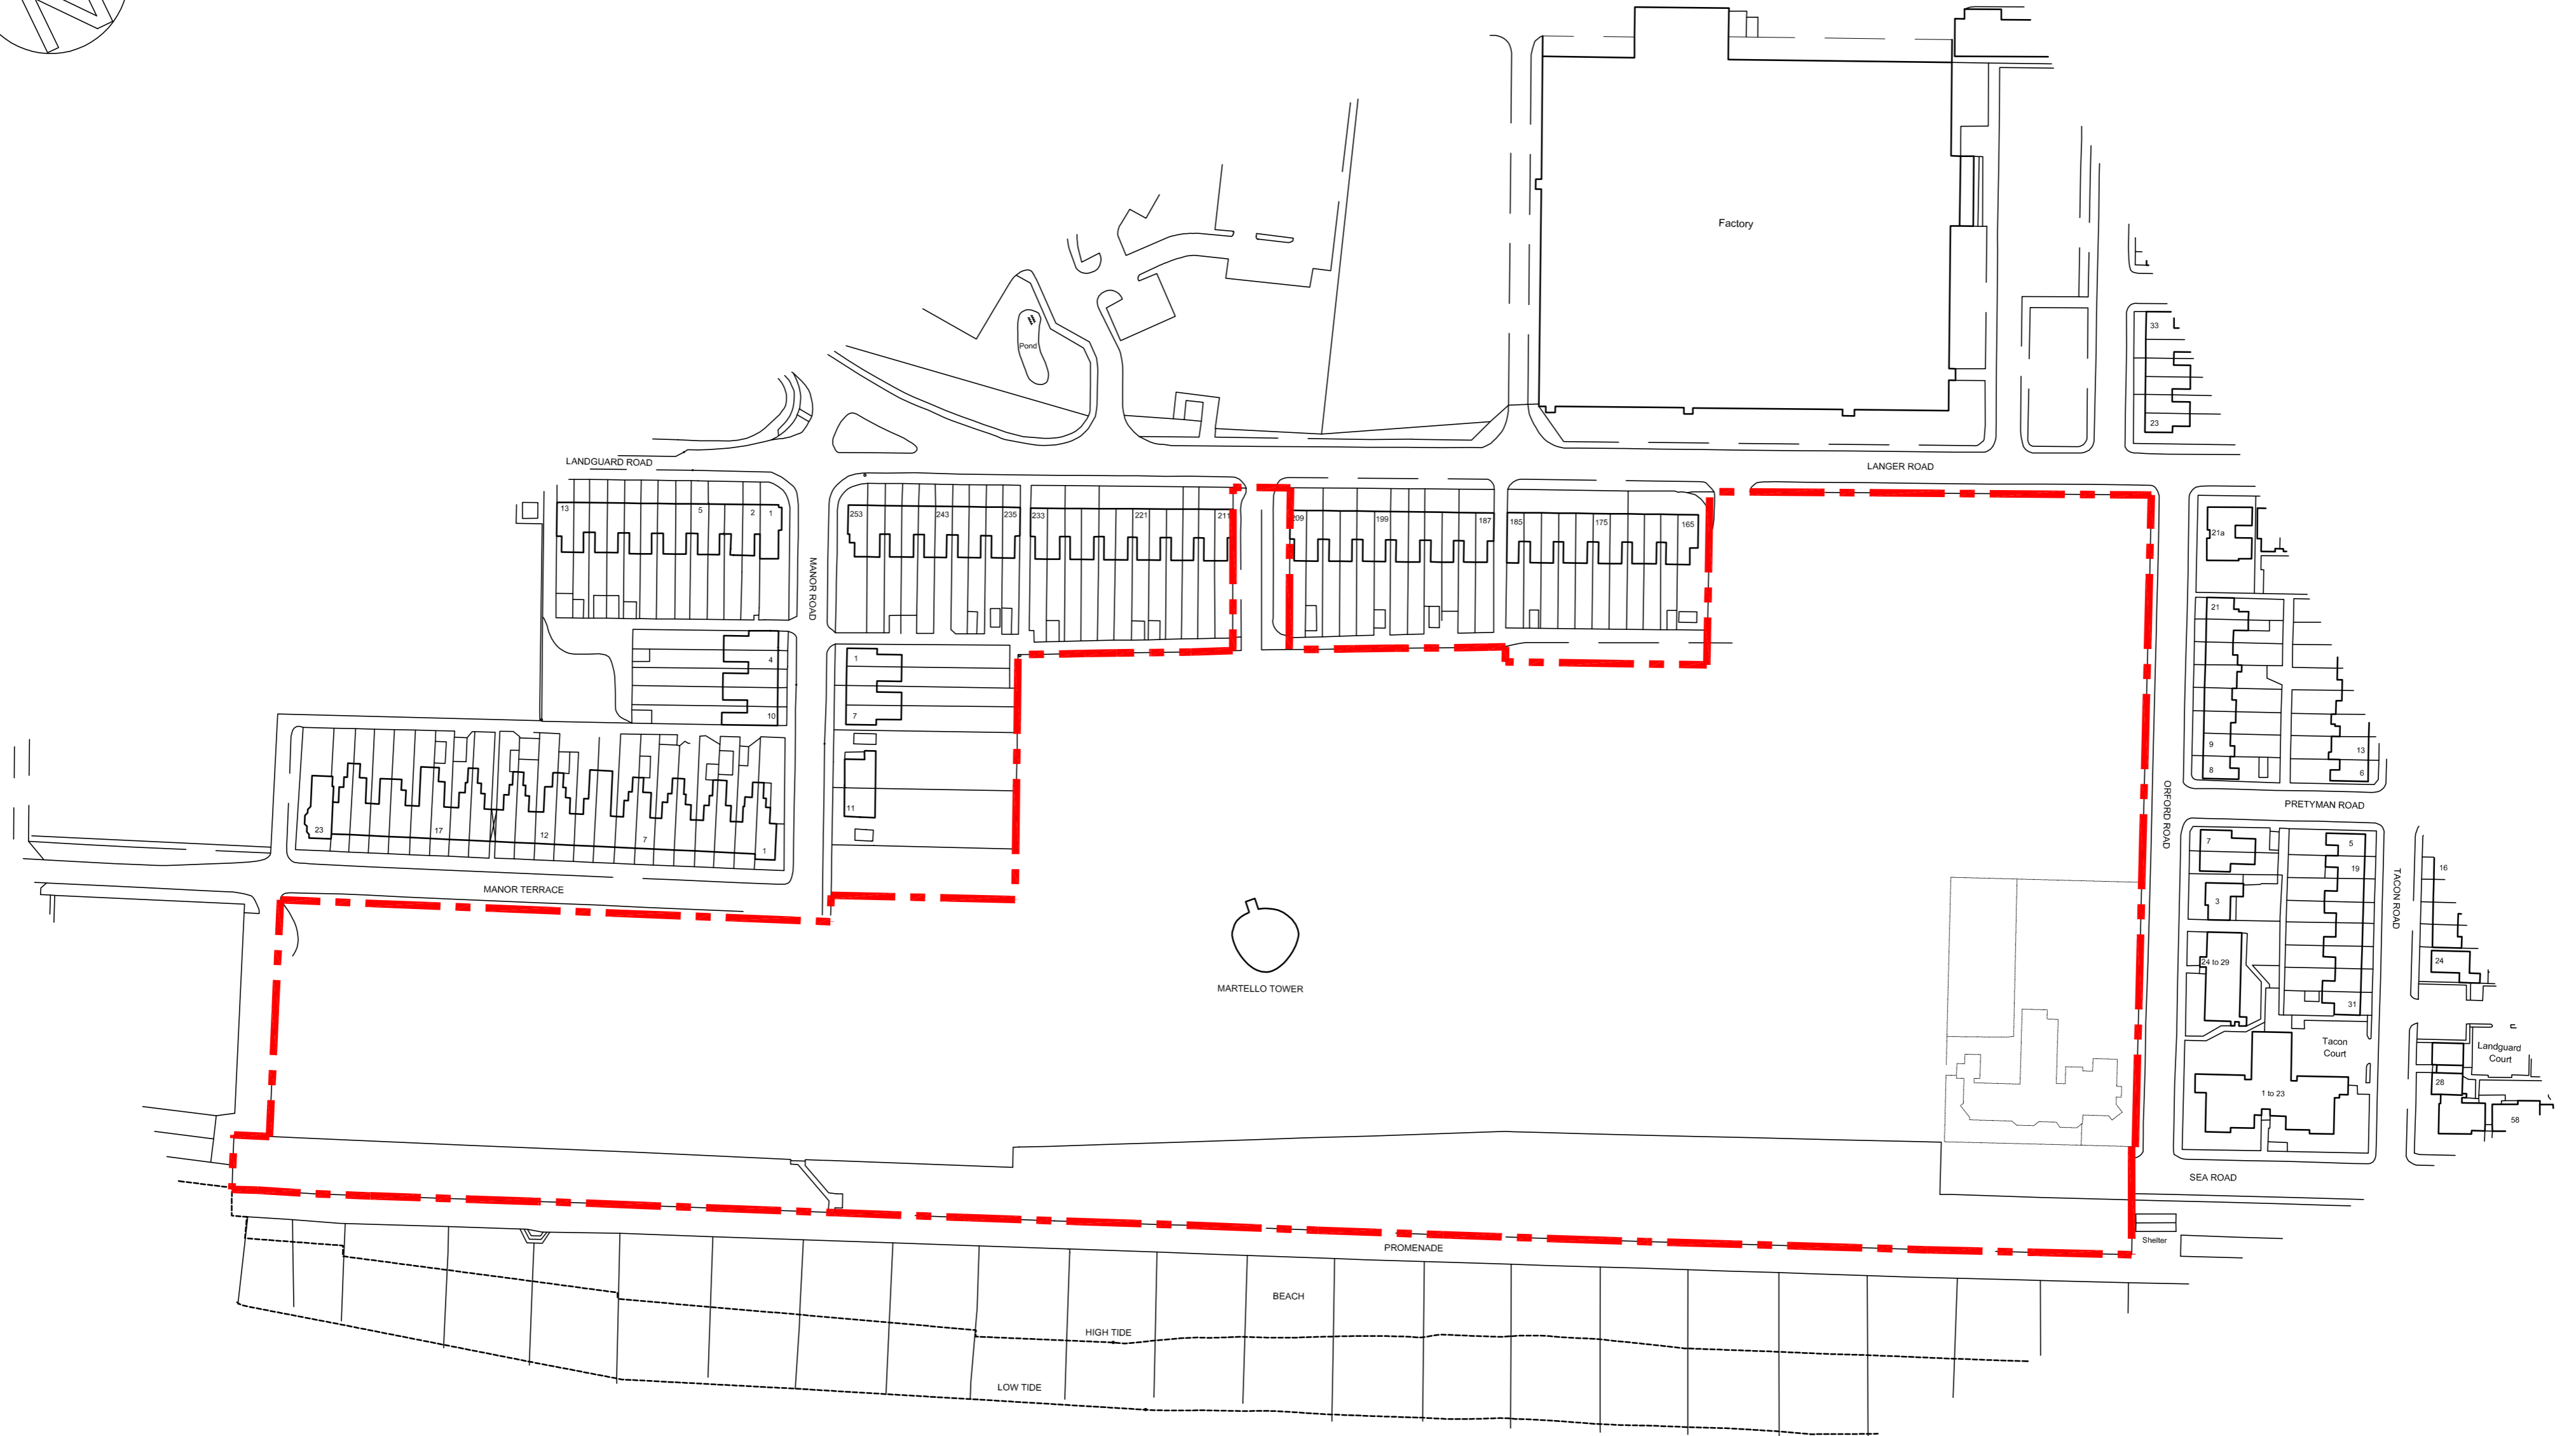 N
Factory
33
23
Pond
LANDGUARD ROAD
LANGER ROAD
13
5
2
1
253
243
235
233
221
211
209
199
187
185
175
165
21a
MANOR ROAD
21
9
8
13
6
4
10
1
7
11
PRETYMAN ROAD
ORFORD ROAD
23
17
12
7
1
MANOR TERRACE
7
3
5
19
31
TACON ROAD
16
24
24 to 29
MARTELLO TOWER
Tacon
Court
1 to 23
Landguard
Court
28
58
SEA ROAD
Shelter
PROMENADE
BEACH
HIGH TIDE
LOW TIDE